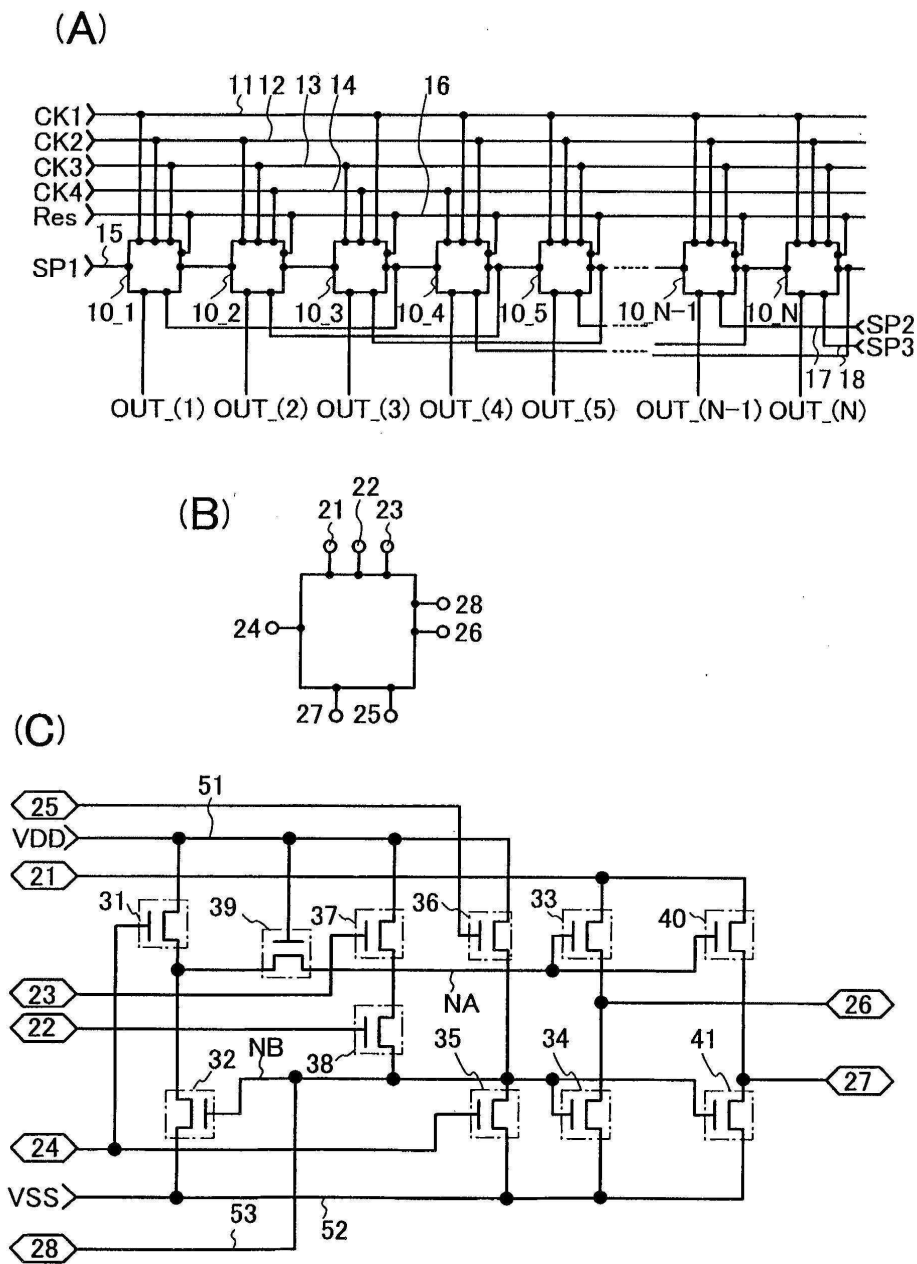 (A)
1112 13 14 16
CK1
CK2
CK3
CK4
Res
15
SP1
10_1 10_2 10_3 10_4 10_5 10_N-1 10_N
SP2
SP3
17 18
OUT_(1) OUT_(2) OUT_(3) OUT_(4) OUT_(5) OUT_(N-1) OUT_(N)
(B)
22
21 23
28
24
26
27 25
(C)
51
25
VDD
21
31 39 37 36 33 40
23
NA
26
22
NB 38 35 34 41
32
27
24
VSS
53 52
28